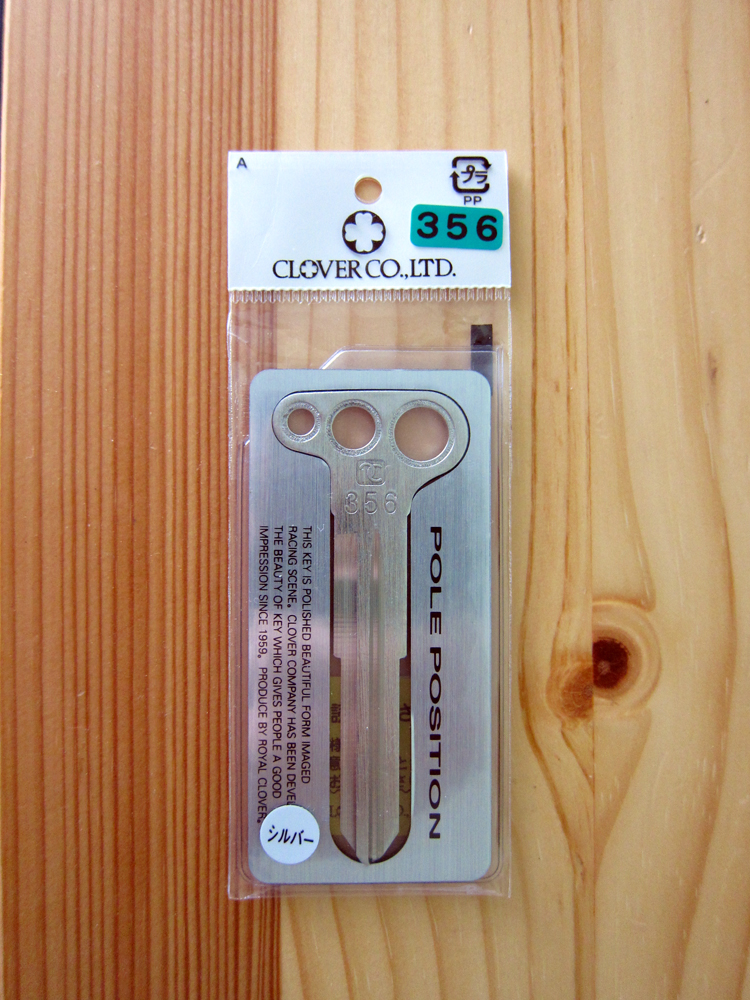 A
プラ
PP
356
CLOVER CO.,LTD.
356
POLE POSITION
THIS KEY IS POLISHED BEAUTIFUL FORM IMAGED
RACING SCENE。 CLOVER COMPANY HAS BEEN DEVE
THE BEAUTY OF KEY WHICH GIVES PEOPLE A GOOD
IMPRESSION SINCE 1959。 PRODUCE BY ROYAL CLOVER。
シルバー